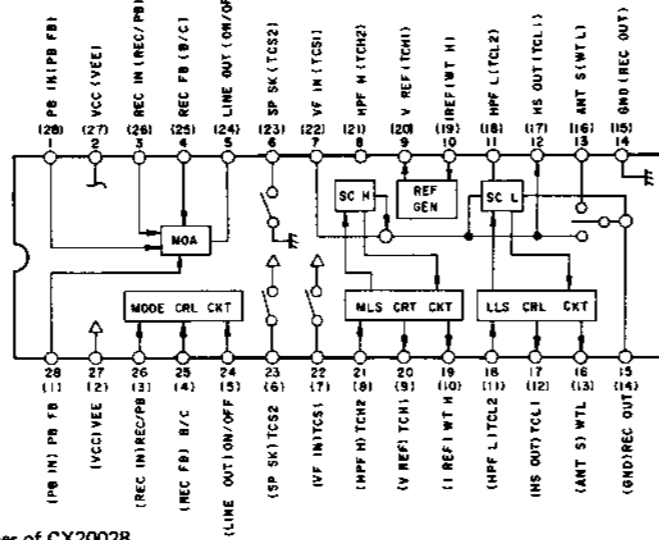 PB IN(PB FB)
VCC (VEE)
REC IN(REC/PB)
REC FB (B/C)
LINE OUT (ON/OFF
SP SK(TCS2)
VF IN(TCS1)
HPF H(TCH2)
V REF(TCH1)
IREF(WT H)
HPF L(TCL2)
HS OUT(TCL1)
ANT S(WTL)
GND(REC OUT)
(28) (27) (26) (25) (24) (23) (22) (21) (20) (19) (18) (17) (16) (15)
1 2 3 4 5 6 7 8 9 10 11 12 13 14
SC H
REF GEN
SC L
MOA
MODE CRL CKT
MLS CRT CKT
LLS CRL CKT
28 27 26 25 24 23 22 21 20 19 18 17 16 15
(1) (2) (3) (4) (5) (6) (7) (8) (9) (10) (11) (12) (13) (14)
(PB IN) PB FB
(VCC)VEE
(REC IN)REC/PB
(REC FB) B/C
(LINE OUT)ON/OFF
(SP SK)TCS2
(VF IN)TCS1
(HPF H)TCH2
(V REF)TCH1
(I REF)WT H
(HPF L)TCL2
(HS OUT)TCL1
(ANT S)WTL
(GND)REC OUT
of CX20028